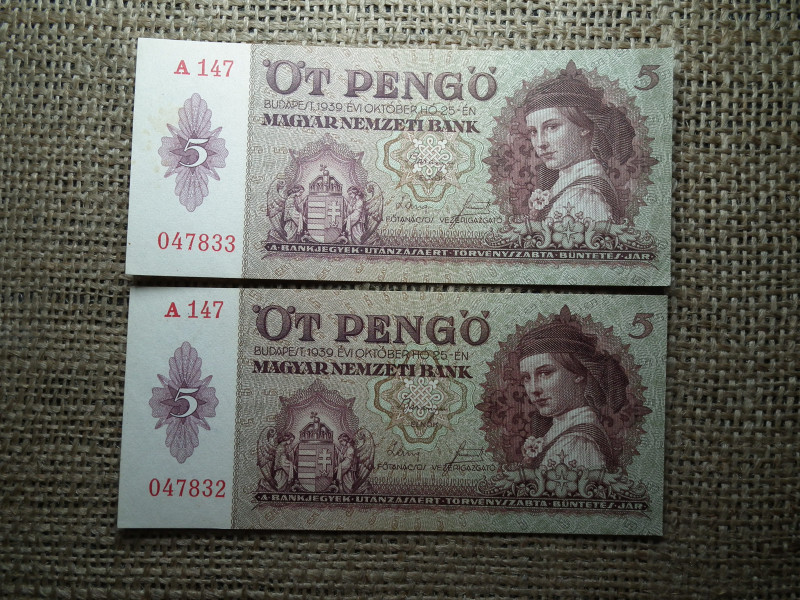 A 147
ÖT PENGŐ
5
BUDAPEST, 1939. ÉVI OKTÓBER HÓ 25-ÉN
MAGYAR NEMZETI BANK
5
FŐTANÁCSOS VEZÉRIGAZGATÓ
047833
A·BANKJEGYEK·UTÁNZÁSÁÉRT·TÖRVÉNYSZABTA·BÜNTETÉS·JÁR·
A 147
ÖT PENGŐ
5
BUDAPEST, 1939. ÉVI OKTÓBER HÓ 25-ÉN
MAGYAR NEMZETI BANK
5
ELNÖK
FŐTANÁCSOS VEZÉRIGAZGATÓ
047832
A·BANKJEGYEK·UTÁNZÁSÁÉRT·TÖRVÉNYSZABTA·BÜNTETÉS·JÁR·